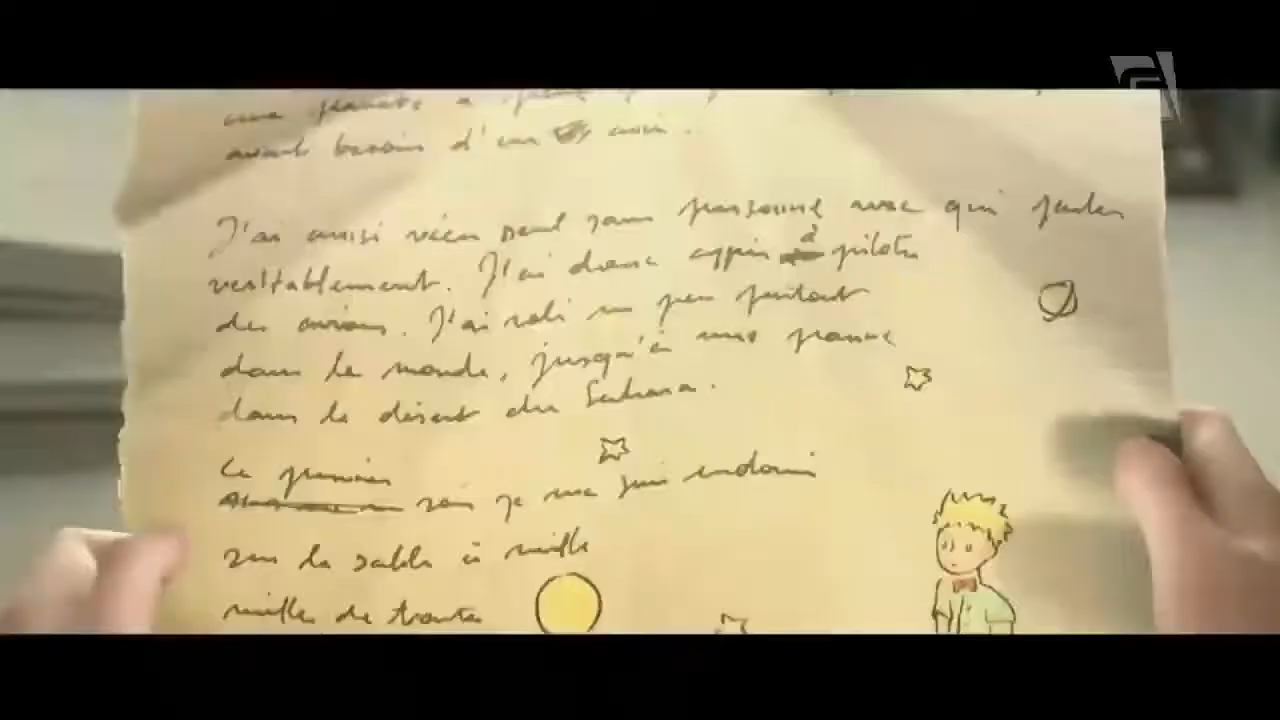 avait besoin d'un ami.
J'ai ainsi vécu seul sans personne avec qui parler
veritablement. J'ai donc appris à piloter
des avions. J'ai volé un peu partout
dans le monde, jusqu'à une panne
dans le désert du Sahara.
Le premier
soir je me suis endormi
sur le sable à mille
milles de toute